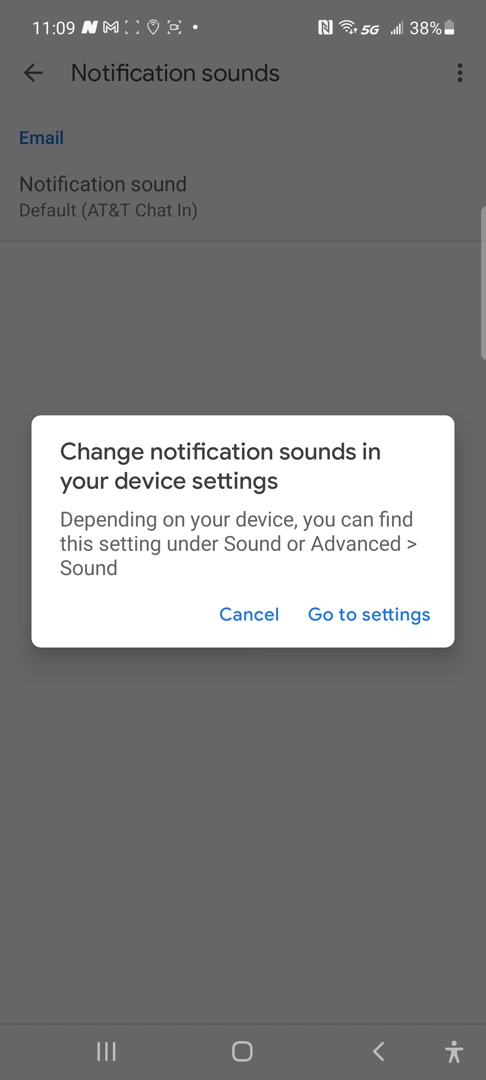 11:09 5G 38%
Notification sounds
Email
Notification sound
Default (AT&T Chat In)
Change notification sounds in
your device settings
Depending on your device, you can find
this setting under Sound or Advanced >
Sound
Cancel Go to settings